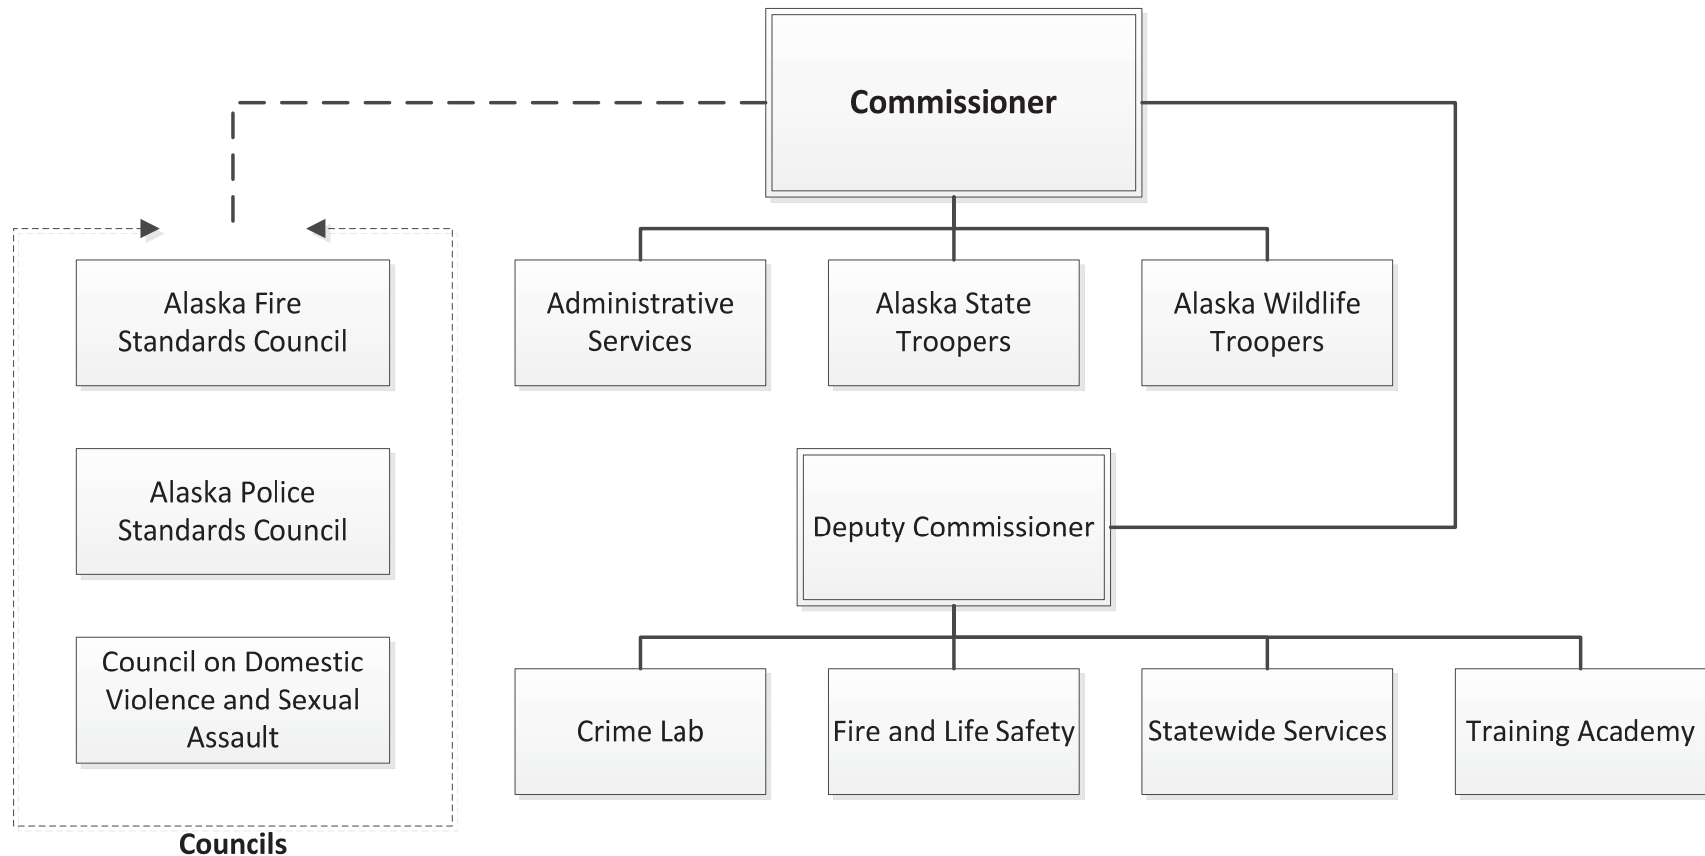 Commissioner
Alaska Fire
Standards Council
Administrative
Services
Alaska State
Troopers
Alaska Wildlife
Troopers
Alaska Police
Standards Council
Deputy Commissioner
Council on Domestic
Violence and Sexual
Assault
Crime Lab
Fire and Life Safety
Statewide Services
Training Academy
Councils